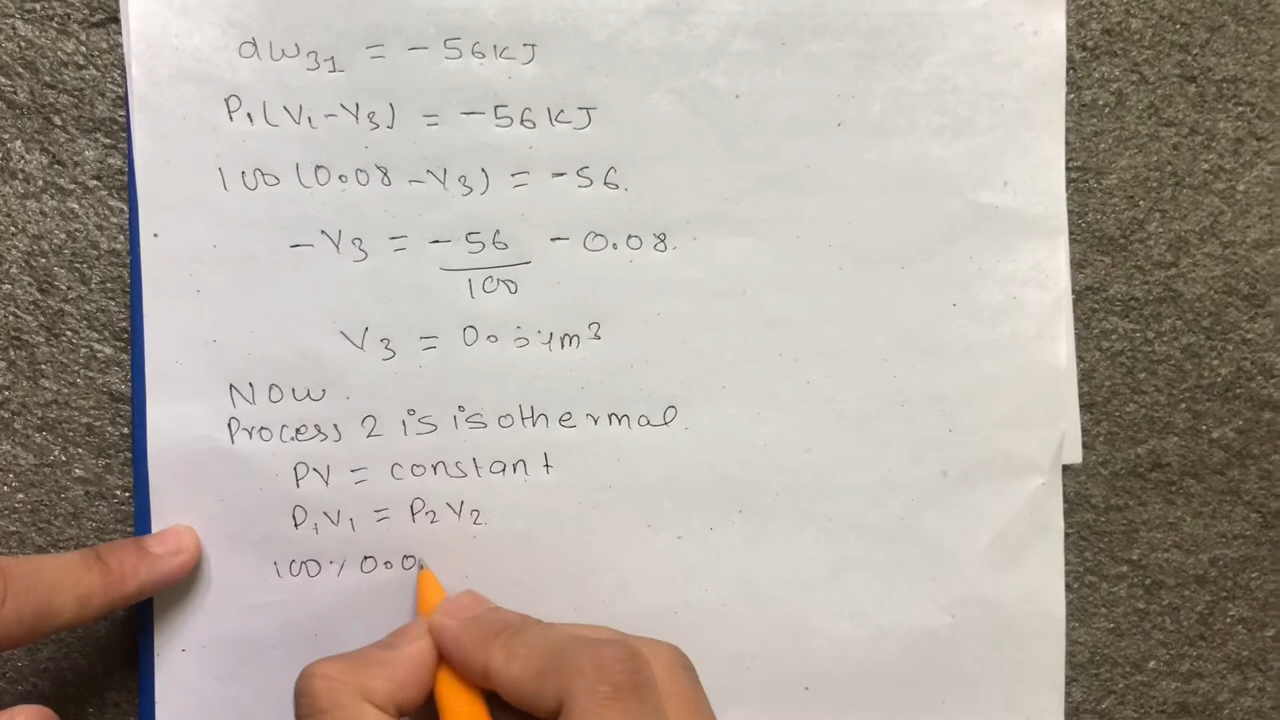 dW31 = -56KJ
P1(V1-V3) = -56KJ
100(0.08-V3) = -56.
-V3 = -56/100 - 0.08.
V3 = 0.64m3
NOW.
Process 2 is isothermal.
PV = constant
P1V1 = P2V2.
100 x 0.0